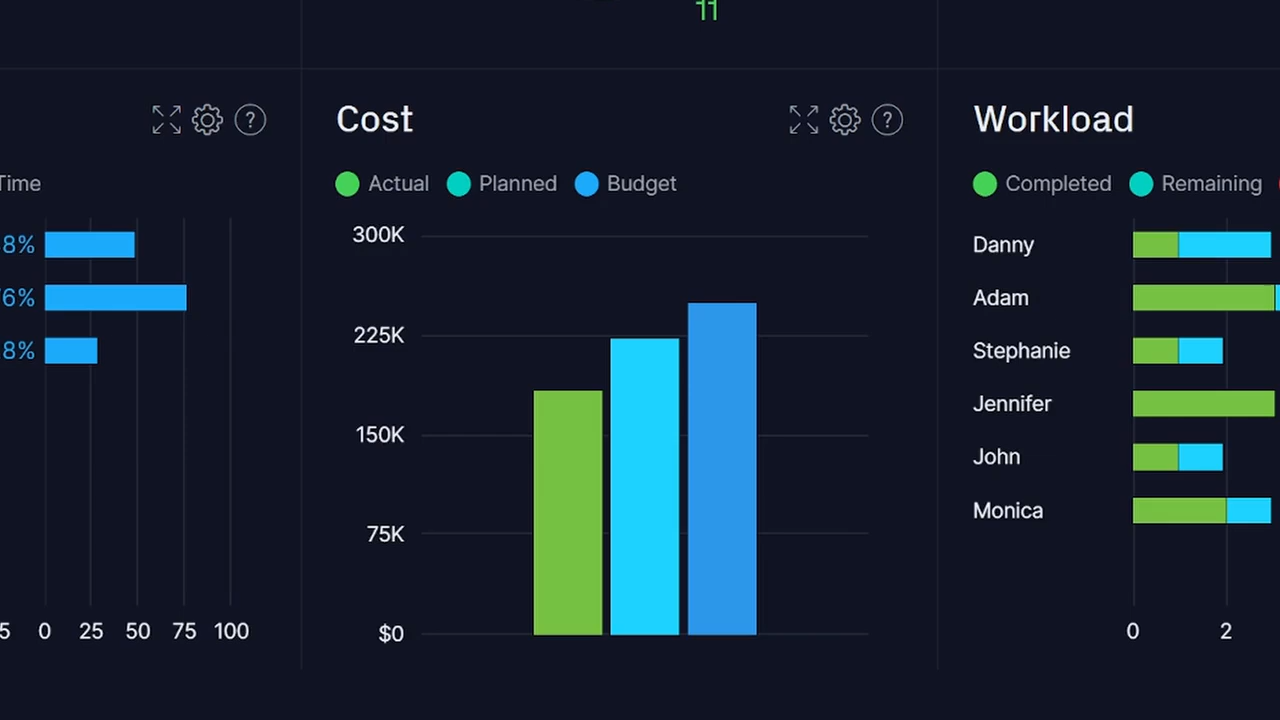 11
Cost
Workload
Time
Actual Planned Budget
Completed Remaining
8%
6%
8%
0 25 50 75 100
300K
225K
150K
75K
$0
Danny
Adam
Stephanie
Jennifer
John
Monica
0 2